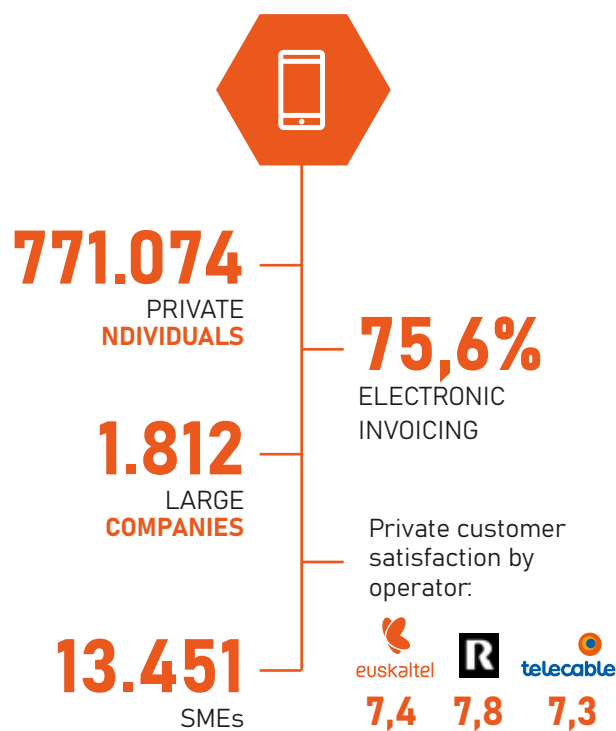 771.074
PRIVATE
NDIVIDUALS
75,6%
ELECTRONIC
INVOICING
1.812
LARGE
COMPANIES
Private customer
satisfaction by
operator:
13.451
SMEs
euskaltel
R
telecable
7,4
7,8
7,3